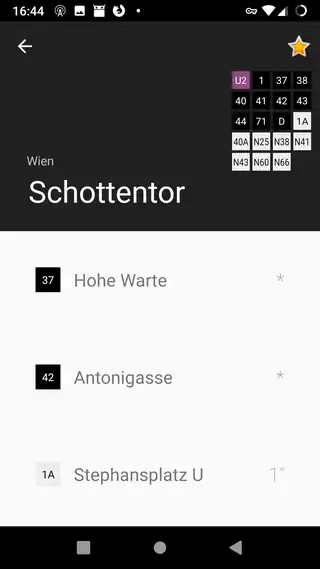 16:44
U2 1 37 38
40 41 42 43
44 71 D 1A
40A N25 N38 N41
N43 N60 N66
Wien
Schottentor
37 Hohe Warte *
42 Antonigasse *
1A Stephansplatz U 1*